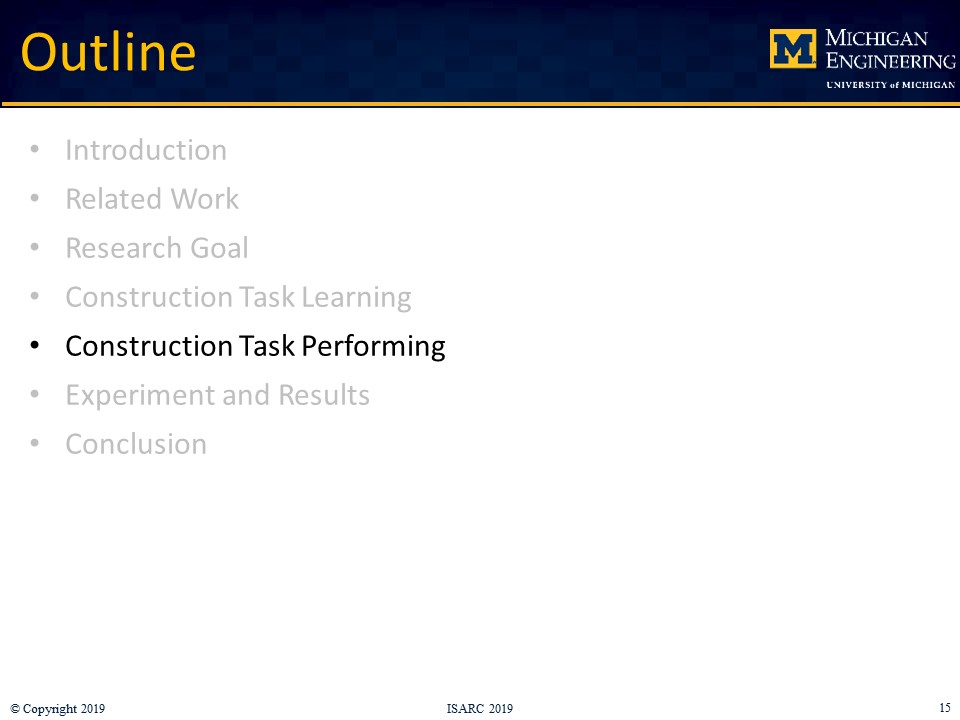 Outline
M MICHIGAN
ENGINEERING
UNIVERSITY of MICHIGAN
• Introduction
• Related Work
• Research Goal
• Construction Task Learning
• Construction Task Performing
• Experiment and Results
• Conclusion
© Copyright 2019 ISARC 2019 15